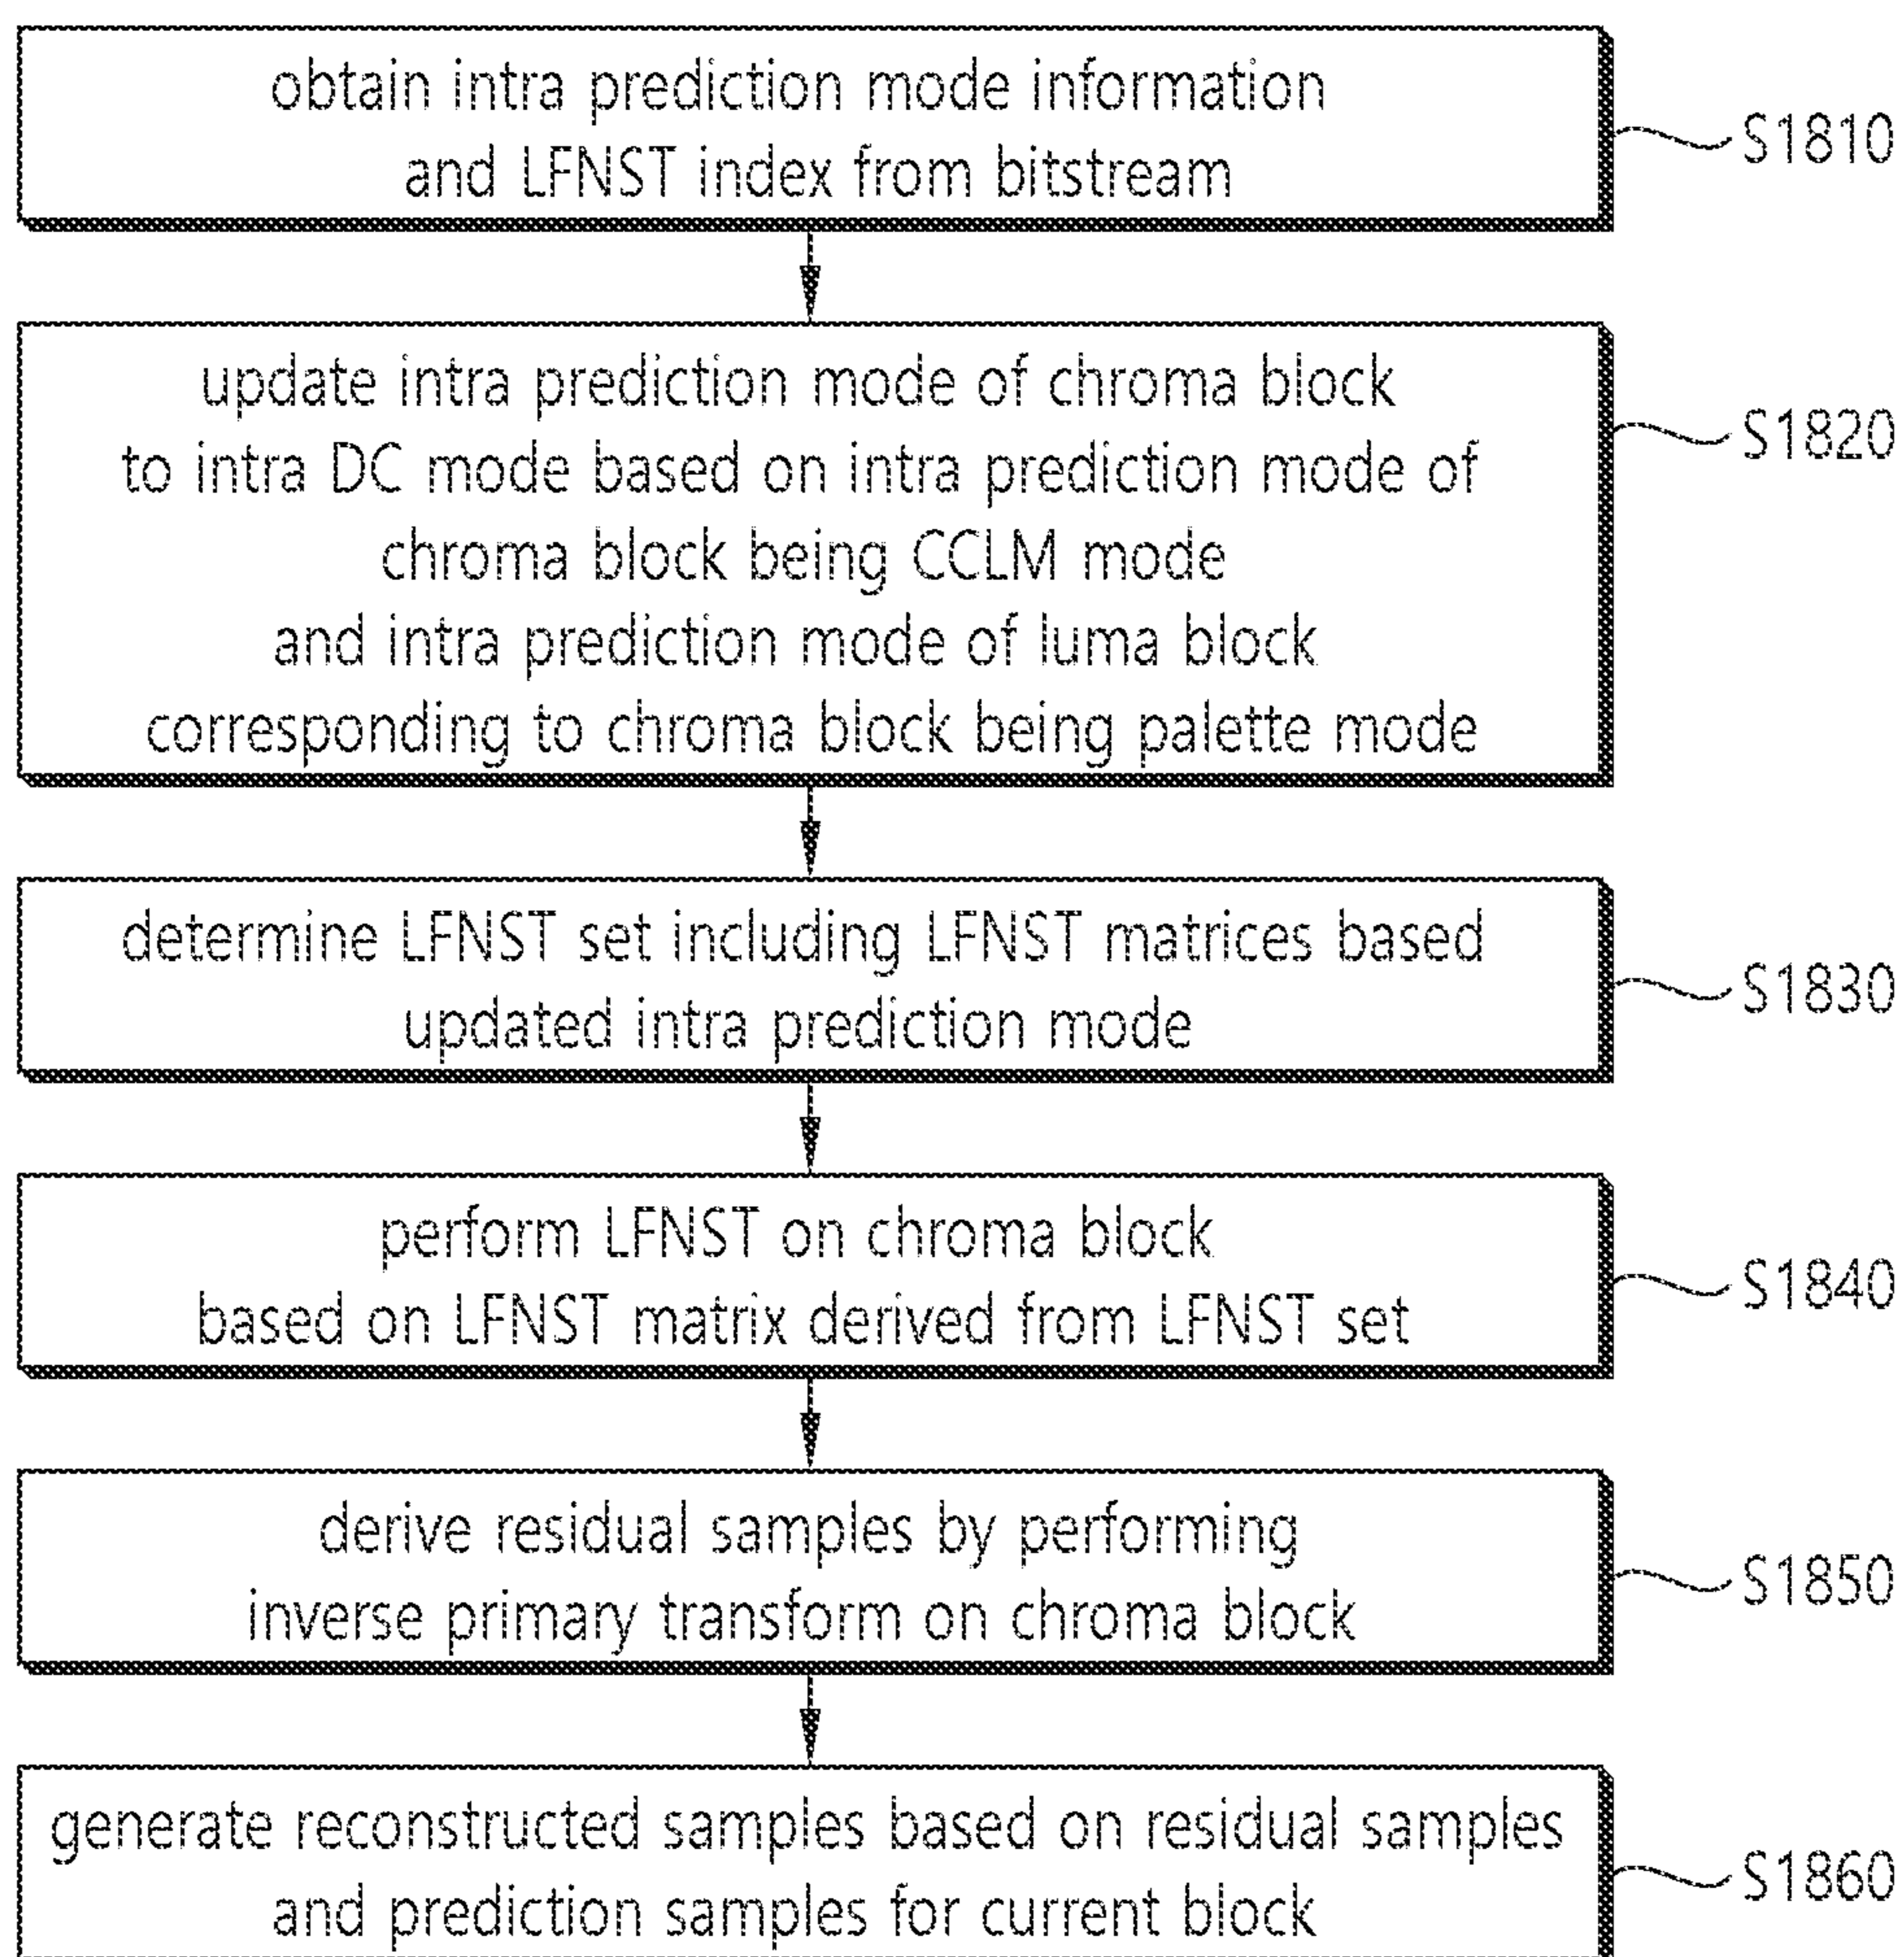 obtain intra prediction mode information
and LFNST index from bitstream
S1810
update intra prediction mode of chroma block
to intra DC mode based on intra prediction mode of
chroma block being CCLM mode
and intra prediction mode of luma block
corresponding to chroma block being palette mode
S1820
determine LFNST set including LFNST matrices based
updated intra prediction mode
S1830
perform LFNST on chroma block
based on LFNST matrix derived from LFNST set
S1840
derive residual samples by performing
inverse primary transform on chroma block
S1850
generate reconstructed samples based on residual samples
and prediction samples for current block
S1860